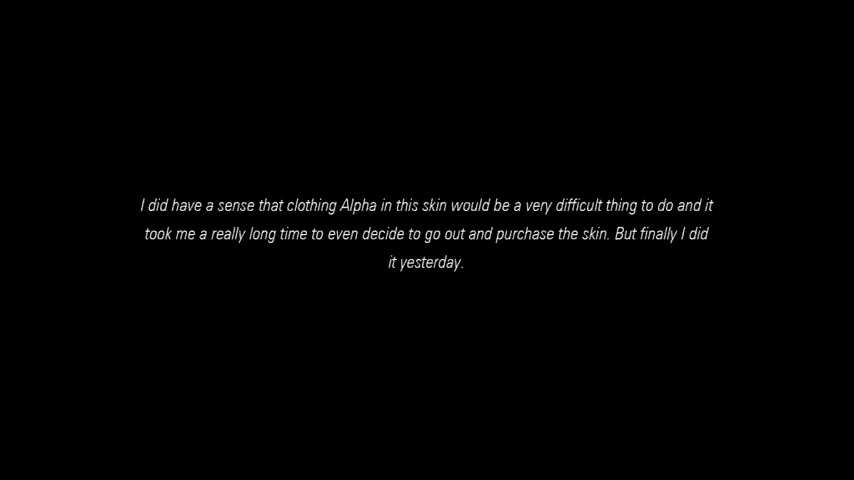 I did have a sense that clothing Alpha in this skin would be a very difficult thing to do and it
took me a really long time to even decide to go out and purchase the skin. But finally I did
it yesterday.